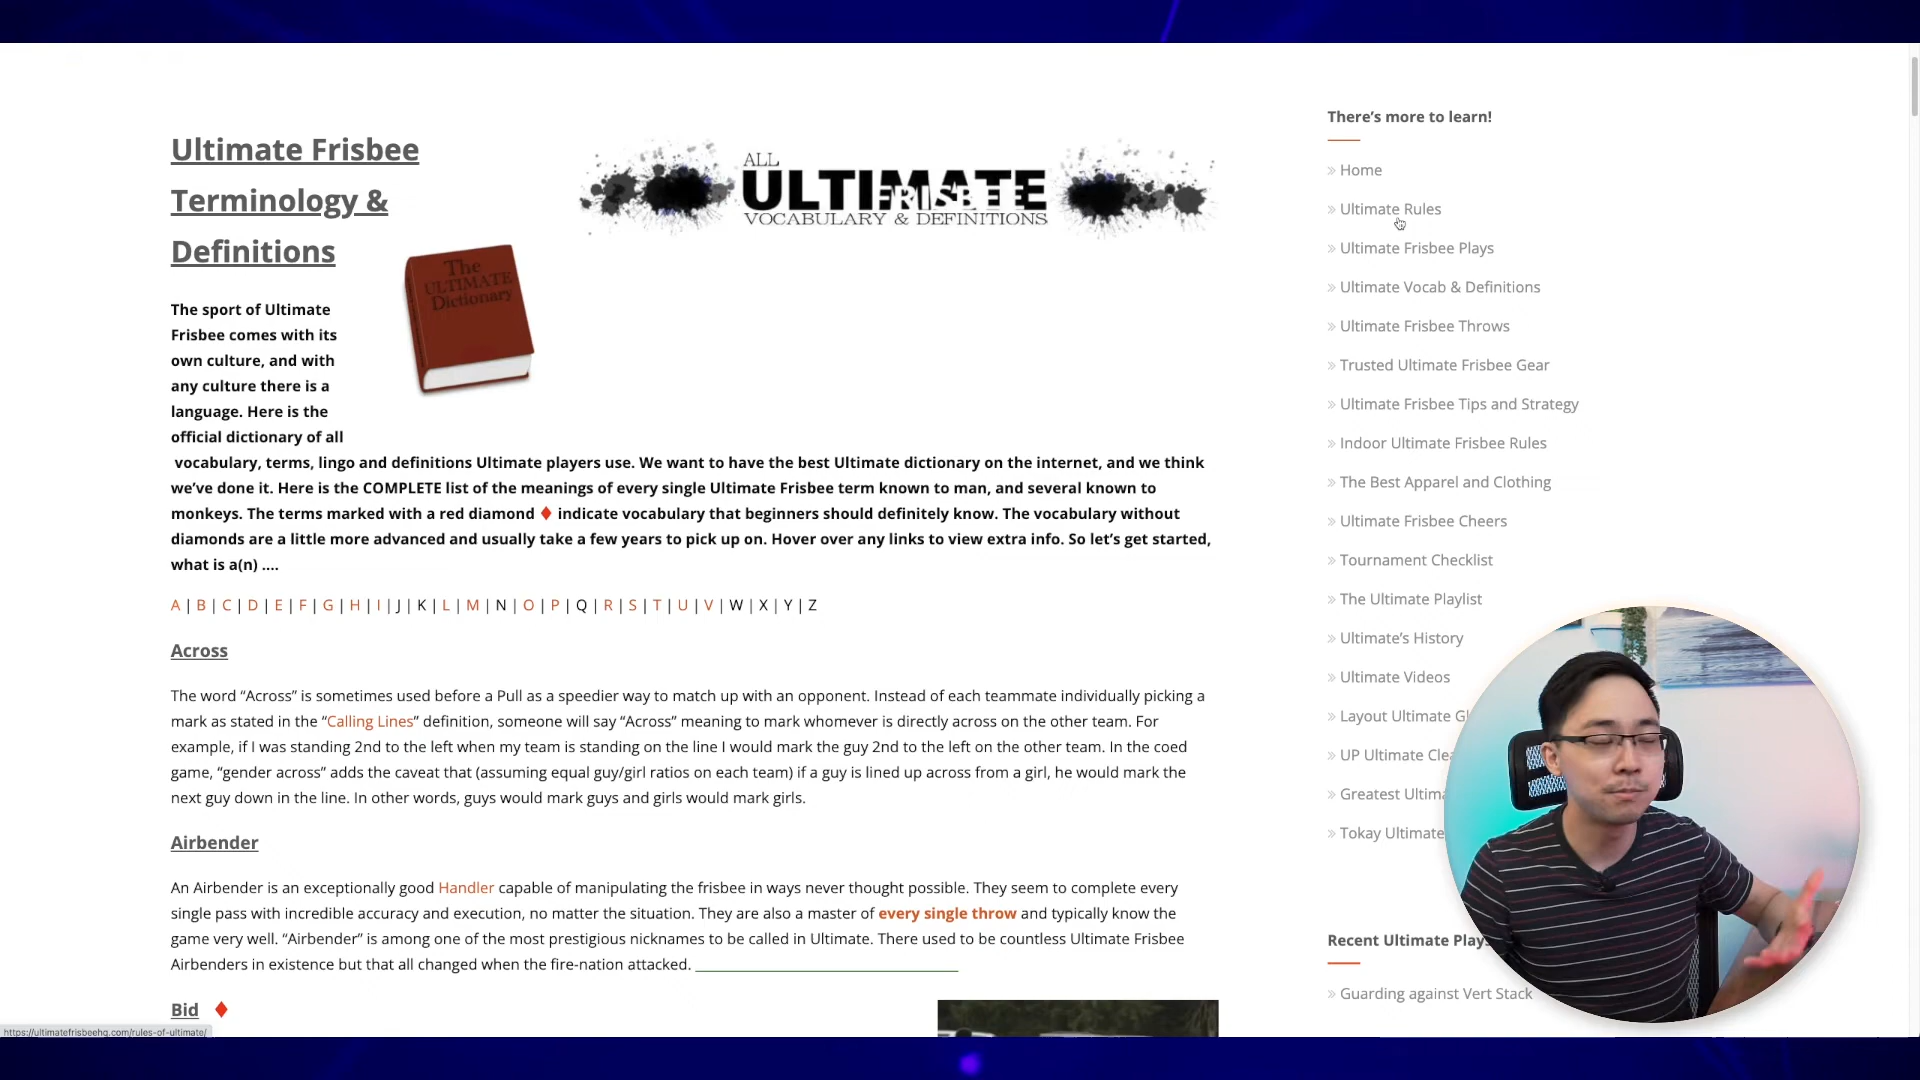 Ultimate Frisbee
Terminology &
Definitions
ALL
ULTIMATE
FRISBEE
VOCABULARY & DEFINITIONS
The
ULTIMATE
Dictionary
The sport of Ultimate
Frisbee comes with its
own culture, and with
any culture there is a
language. Here is the
official dictionary of all
vocabulary, terms, lingo and definitions Ultimate players use. We want to have the best Ultimate dictionary on the internet, and we think
we’ve done it. Here is the COMPLETE list of the meanings of every single Ultimate Frisbee term known to man, and several known to
monkeys. The terms marked with a red diamond ♦ indicate vocabulary that beginners should definitely know. The vocabulary without
diamonds are a little more advanced and usually take a few years to pick up on. Hover over any links to view extra info. So let’s get started,
what is a(n) ….
A | B | C | D | E | F | G | H | I | J | K | L | M | N | O | P | Q | R | S | T | U | V | W | X | Y | Z
Across
The word “Across” is sometimes used before a Pull as a speedier way to match up with an opponent. Instead of each teammate individually picking a
mark as stated in the “Calling Lines” definition, someone will say “Across” meaning to mark whomever is directly across on the other team. For
example, if I was standing 2nd to the left when my team is standing on the line I would mark the guy 2nd to the left on the other team. In the coed
game, “gender across” adds the caveat that (assuming equal guy/girl ratios on each team) if a guy is lined up across from a girl, he would mark the
next guy down in the line. In other words, guys would mark guys and girls would mark girls.
Airbender
An Airbender is an exceptionally good Handler capable of manipulating the frisbee in ways never thought possible. They seem to complete every
single pass with incredible accuracy and execution, no matter the situation. They are also a master of every single throw and typically know the
game very well. “Airbender” is among one of the most prestigious nicknames to be called in Ultimate. There used to be countless Ultimate Frisbee
Airbenders in existence but that all changed when the fire-nation attacked.
Bid ♦
https://ultimatefrisbeehq.com/rules-of-ultimate/
There’s more to learn!
» Home
» Ultimate Rules
» Ultimate Frisbee Plays
» Ultimate Vocab & Definitions
» Ultimate Frisbee Throws
» Trusted Ultimate Frisbee Gear
» Ultimate Frisbee Tips and Strategy
» Indoor Ultimate Frisbee Rules
» The Best Apparel and Clothing
» Ultimate Frisbee Cheers
» Tournament Checklist
» The Ultimate Playlist
» Ultimate’s History
» Ultimate Videos
» Layout Ultimate Gl
» UP Ultimate Clea
» Greatest Ultima
» Tokay Ultimate
Recent Ultimate Plays
» Guarding against Vert Stack